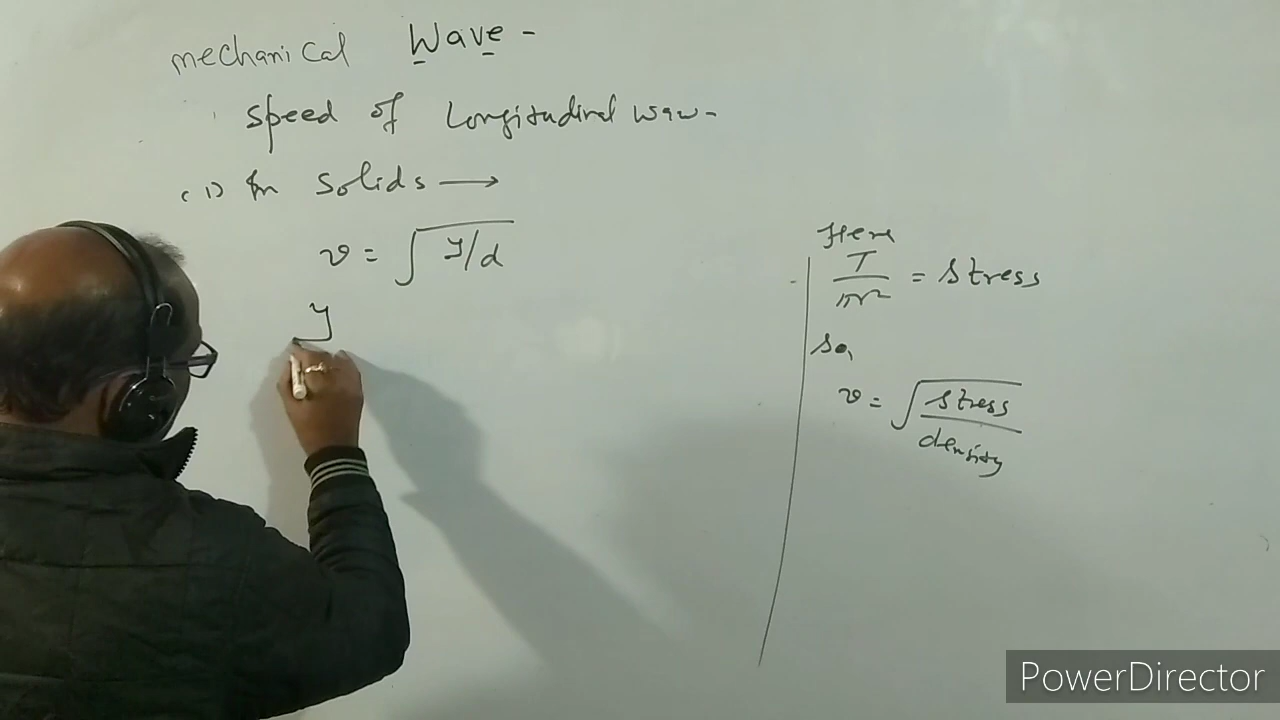 mechanical Wave -
Speed of Longitudinal wave -
(1) In Solids →
v = √Y/d
Y
Here
T/πr² = Stress
so,
v = √stress/density
PowerDirector